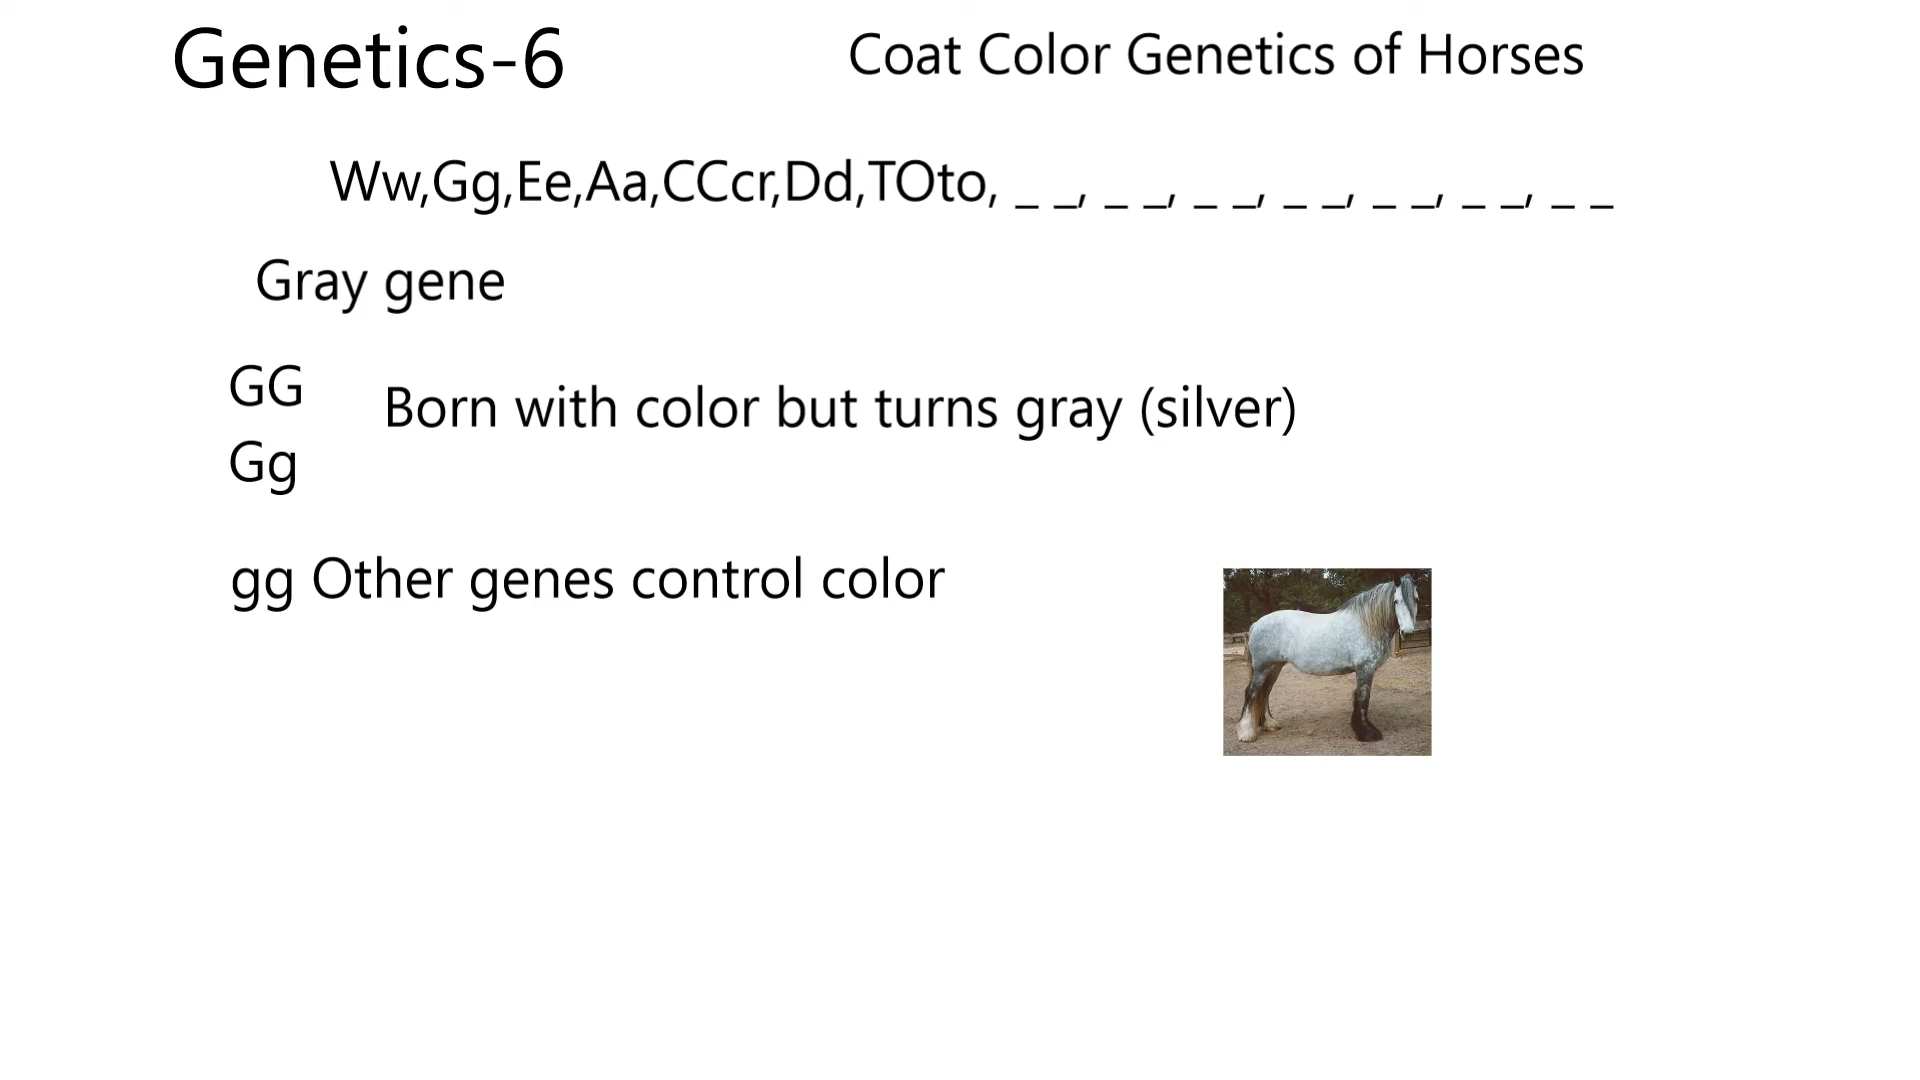 Genetics-6
Coat Color Genetics of Horses
Ww,Gg,Ee,Aa,CCcr,Dd,TOto, _ _, _ _, _ _, _ _, _ _, _ _, _ _
Gray gene
GG
Born with color but turns gray (silver)
Gg
gg Other genes control color